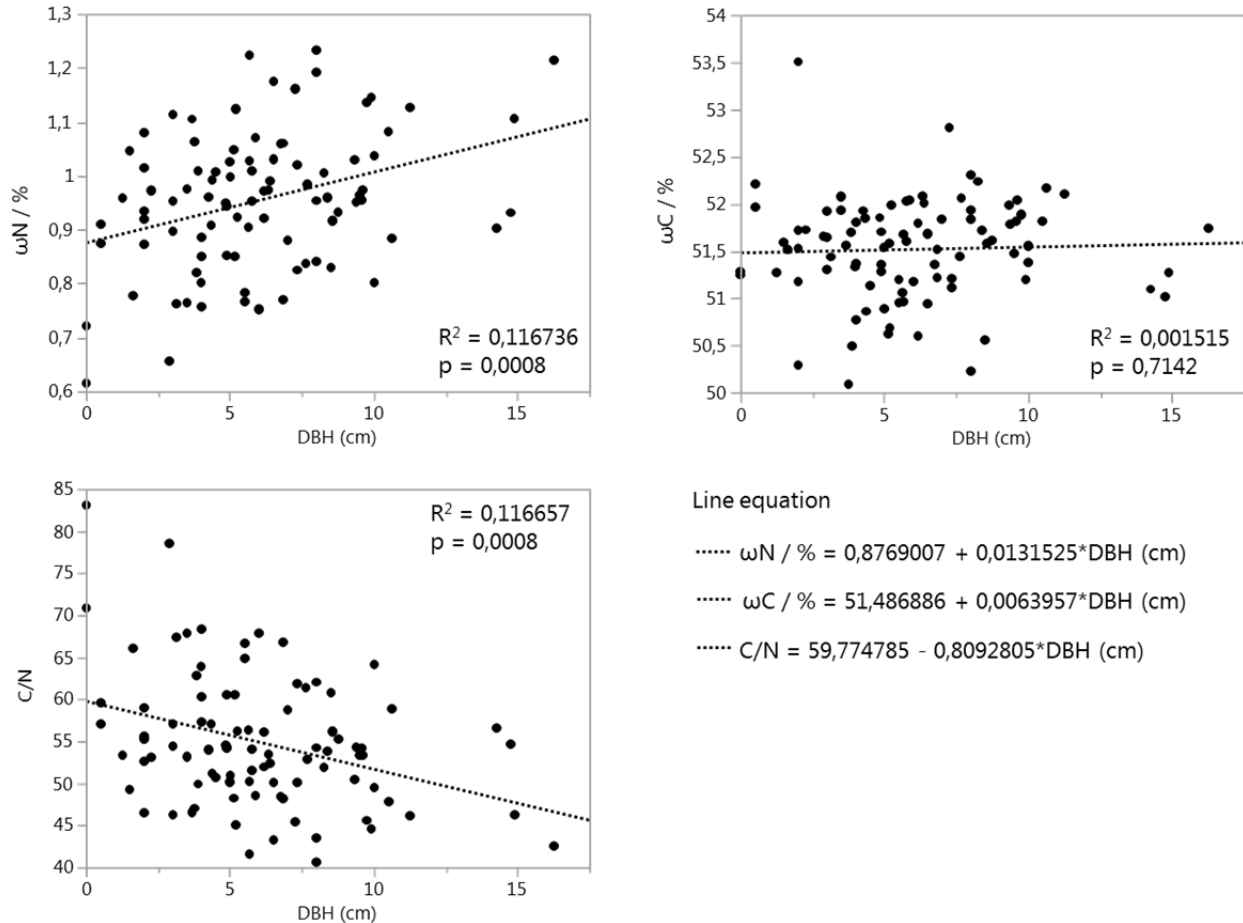 1,3
1,2
1,1
1
0,9
0,8
0,7
0,6
ωN / %
R² = 0,116736
p = 0,0008
0 5 10 15
DBH (cm)
54
53,5
53
52,5
52
51,5
51
50,5
50
ωC / %
R² = 0,001515
p = 0,7142
0 5 10 15
DBH (cm)
85
80
75
70
65
60
55
50
45
40
C/N
R² = 0,116657
p = 0,0008
0 5 10 15
DBH (cm)
Line equation
ωN / % = 0,8769007 + 0,0131525*DBH (cm)
ωC / % = 51,486886 + 0,0063957*DBH (cm)
C/N = 59,774785 - 0,8092805*DBH (cm)